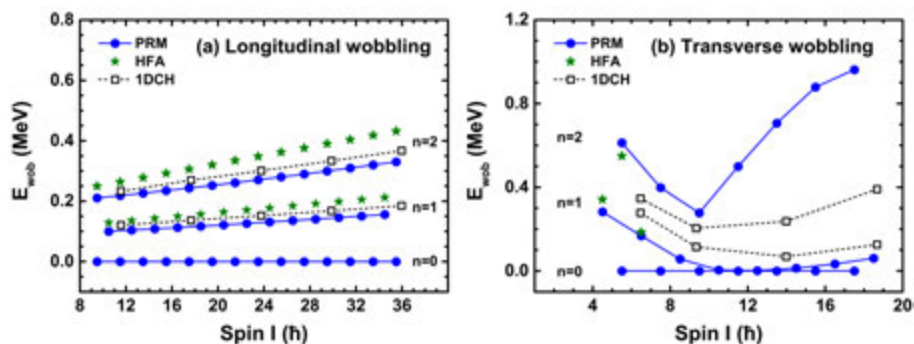 0.8
0.6
0.4
0.2
0.0
E_wob (MeV)
PRM
HFA
1DCH
(a) Longitudinal wobbling
n=2
n=1
n=0
8 12 16 20 24 28 32 36 40
Spin I (ħ)
1.2
0.8
0.4
0.0
E_wob (MeV)
PRM
HFA
1DCH
(b) Transverse wobbling
n=2
n=1
n=0
4 8 12 16 20
Spin I (ħ)